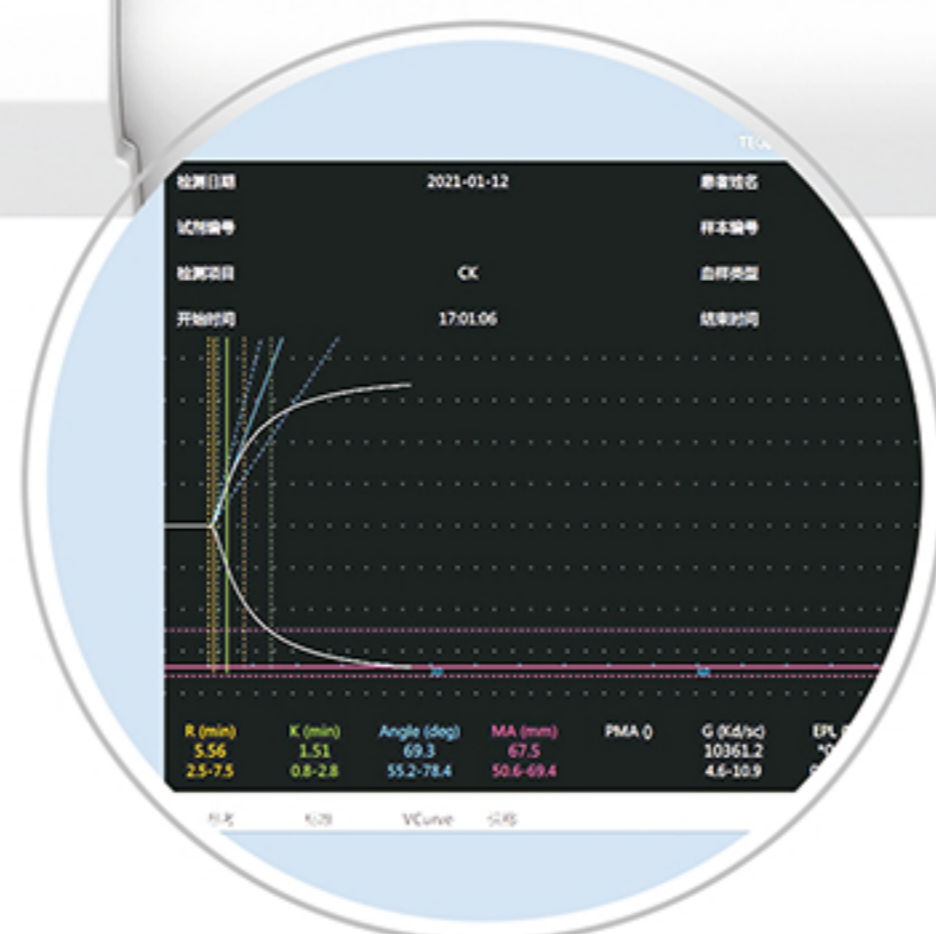 检测日期 2021-01-12 患者姓名
试剂编号 样本编号
检测项目 CK 血样类型
开始时间 17:01:06 结束时间
30 60
R (min) K (min) Angle (deg) MA (mm) PMA () G (Kd/sc) EPL
5.56 1.51 69.3 67.5 10361.2
2.5-7.5 0.8-2.8 55.2-78.4 50.6-69.4 4.6-10.9
VCurve